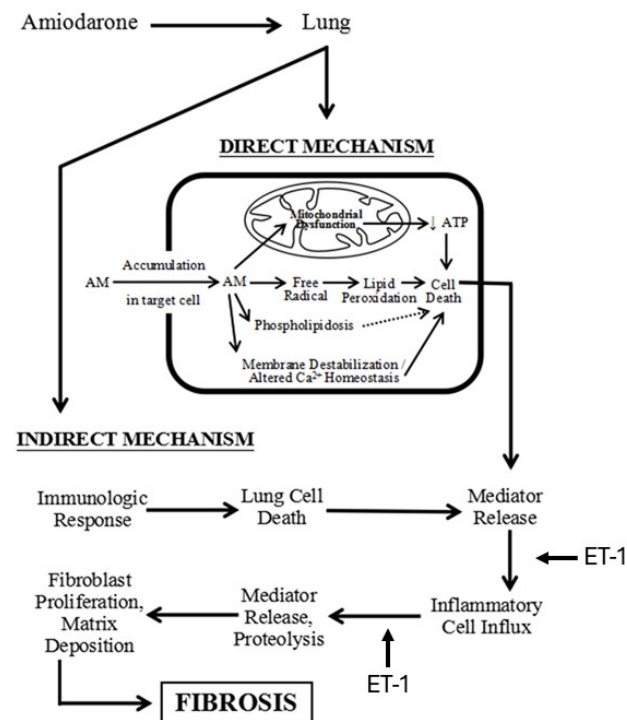 Amiodarone
Lung
DIRECT MECHANISM
Mitochondrial
Dysfunction
↓ ATP
AM
Accumulation
in target cell
AM
Free
Radical
Lipid
Peroxidation
Cell
Death
Phospholipidosis
Membrane Destabilization /
Altered Ca²⁺ Homeostasis
INDIRECT MECHANISM
Immunologic
Response
Lung Cell
Death
Mediator
Release
ET-1
Inflammatory
Cell Influx
Mediator
Release,
Proteolysis
ET-1
Fibroblast
Proliferation,
Matrix
Deposition
FIBROSIS